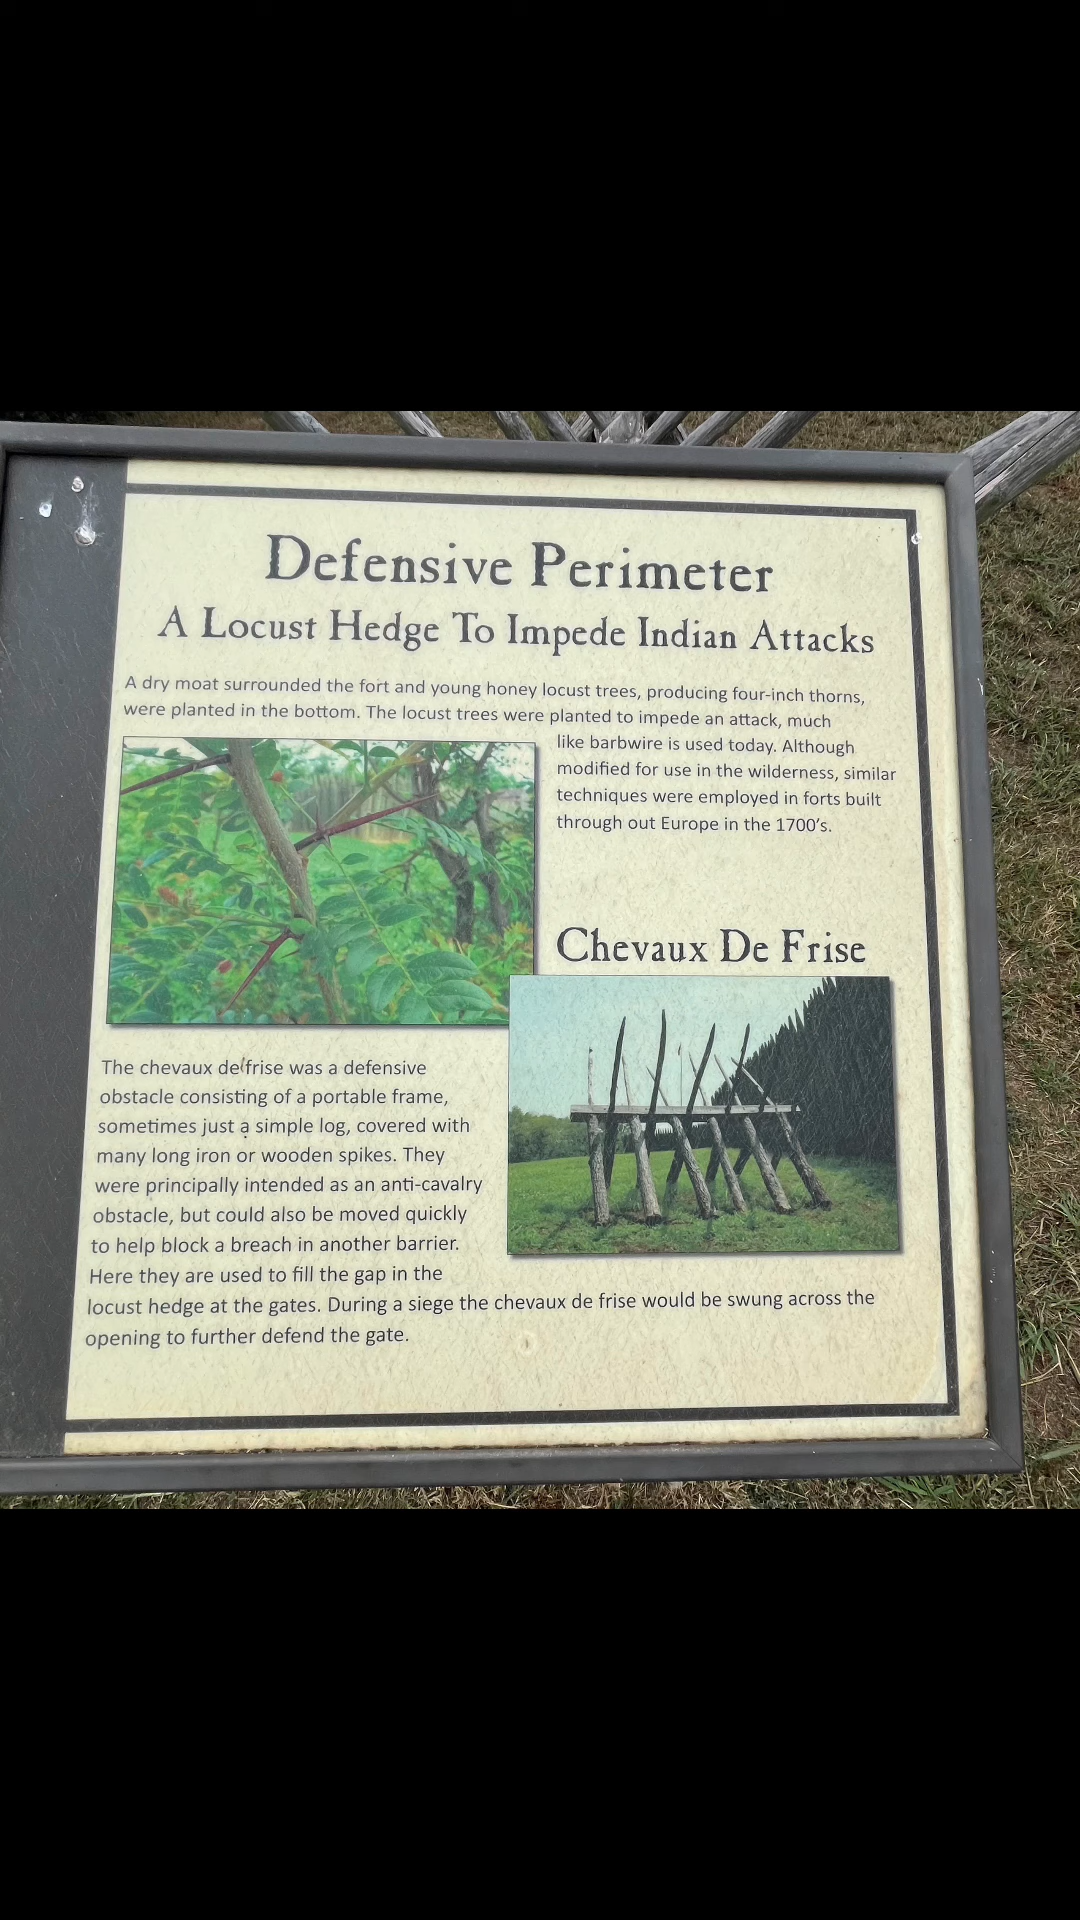 Defensive Perimeter
A Locust Hedge To Impede Indian Attacks
A dry moat surrounded the fort and young honey locust trees, producing four-inch thorns,
were planted in the bottom. The locust trees were planted to impede an attack, much
like barbwire is used today. Although
modified for use in the wilderness, similar
techniques were employed in forts built
through out Europe in the 1700's.
Chevaux De Frise
The chevaux de frise was a defensive
obstacle consisting of a portable frame,
sometimes just a simple log, covered with
many long iron or wooden spikes. They
were principally intended as an anti-cavalry
obstacle, but could also be moved quickly
to help block a breach in another barrier.
Here they are used to fill the gap in the
locust hedge at the gates. During a siege the chevaux de frise would be swung across the
opening to further defend the gate.